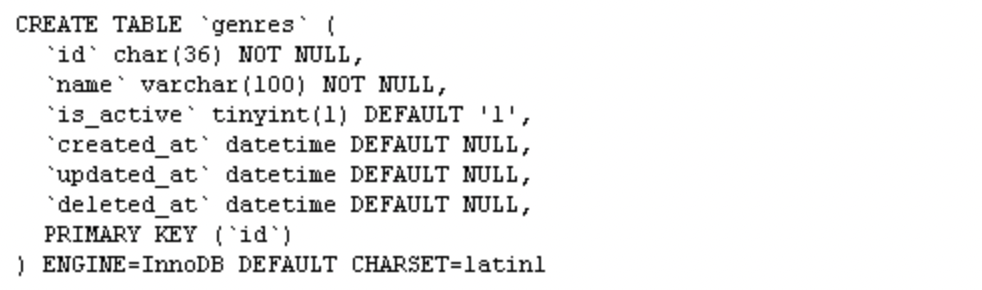 CREATE TABLE `genres` (
`id` char(36) NOT NULL,
`name` varchar(100) NOT NULL,
`is_active` tinyint(1) DEFAULT '1',
`created_at` datetime DEFAULT NULL,
`updated_at` datetime DEFAULT NULL,
`deleted_at` datetime DEFAULT NULL,
PRIMARY KEY (`id`)
) ENGINE=InnoDB DEFAULT CHARSET=latin1